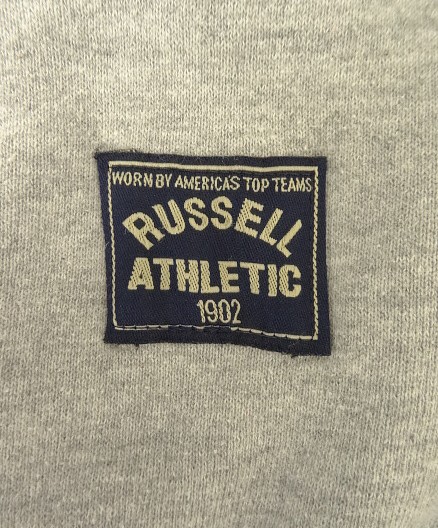 WORN BY AMERICA'S TOP TEAMS
RUSSELL
ATHLETIC
1902